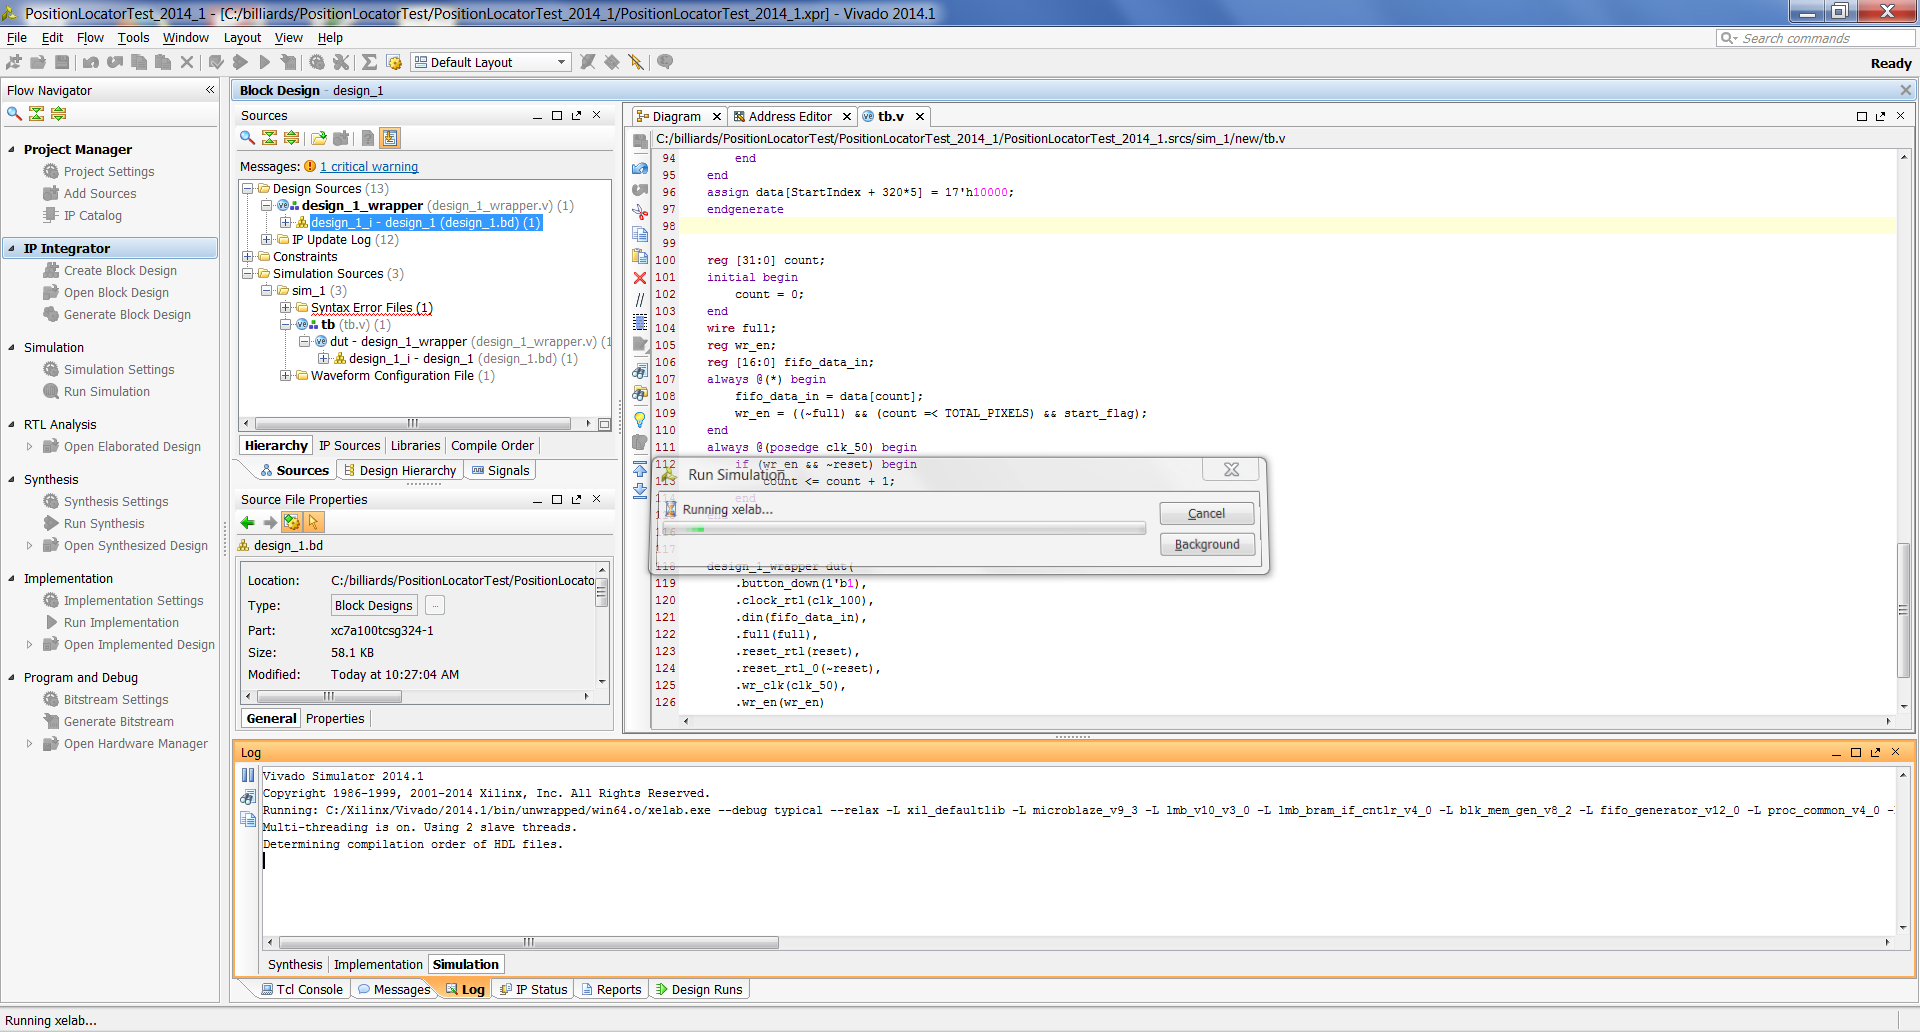 PositionLocatorTest_2014_1 - [C:/billiards/PositionLocatorTest/PositionLocatorTest_2014_1/PositionLocatorTest_2014_1.xpr] - Vivado 2014.1
File Edit Flow Tools Window Layout View Help
Search commands
Default Layout
Ready
Flow Navigator
Project Manager
Project Settings
Add Sources
IP Catalog
IP Integrator
Create Block Design
Open Block Design
Generate Block Design
Simulation
Simulation Settings
Run Simulation
RTL Analysis
Open Elaborated Design
Synthesis
Synthesis Settings
Run Synthesis
Open Synthesized Design
Implementation
Implementation Settings
Run Implementation
Open Implemented Design
Program and Debug
Bitstream Settings
Generate Bitstream
Open Hardware Manager
Block Design - design_1
Sources
Messages: 1 critical warning
Design Sources (13)
design_1_wrapper (design_1_wrapper.v) (1)
design_1_i - design_1 (design_1.bd) (1)
IP Update Log (12)
Constraints
Simulation Sources (3)
sim_1 (3)
Syntax Error Files (1)
tb (tb.v) (1)
dut - design_1_wrapper (design_1_wrapper.v) (1
design_1_i - design_1 (design_1.bd) (1)
Waveform Configuration File (1)
Hierarchy IP Sources Libraries Compile Order
Sources Design Hierarchy Signals
Source File Properties
design_1.bd
Location: C:/billiards/PositionLocatorTest/PositionLocato
Type: Block Designs ...
Part: xc7a100tcsg324-1
Size: 58.1 KB
Modified: Today at 10:27:04 AM
General Properties
Diagram Address Editor tb.v
C:/billiards/PositionLocatorTest/PositionLocatorTest_2014_1/PositionLocatorTest_2014_1.srcs/sim_1/new/tb.v
94 end
95 end
96 assign data[StartIndex + 320*5] = 17'h10000;
97 endgenerate
98
99
100 reg [31:0] count;
101 initial begin
102 count = 0;
103 end
104 wire full;
105 reg wr_en;
106 reg [16:0] fifo_data_in;
107 always @(*) begin
108 fifo_data_in = data[count];
109 wr_en = ((~full) && (count =< TOTAL_PIXELS) && start_flag);
110 end
111 always @(posedge clk_50) begin
112 if (wr_en && ~reset) begin
113 count <= count + 1;
114 end
115 end
116
117
118 design_1_wrapper dut(
119 .button_down(1'b1),
120 .clock_rtl(clk_100),
121 .din(fifo_data_in),
122 .full(full),
123 .reset_rtl(reset),
124 .reset_rtl_0(~reset),
125 .wr_clk(clk_50),
126 .wr_en(wr_en)
Run Simulation
Running xelab...
Cancel
Background
Log
Vivado Simulator 2014.1
Copyright 1986-1999, 2001-2014 Xilinx, Inc. All Rights Reserved.
Running: C:/Xilinx/Vivado/2014.1/bin/unwrapped/win64.o/xelab.exe --debug typical --relax -L xil_defaultlib -L microblaze_v9_3 -L lmb_v10_v3_0 -L lmb_bram_if_cntlr_v4_0 -L blk_mem_gen_v8_2 -L fifo_generator_v12_0 -L proc_common_v4_0 -
Multi-threading is on. Using 2 slave threads.
Determining compilation order of HDL files.
Synthesis Implementation Simulation
Tcl Console Messages Log IP Status Reports Design Runs
Running xelab...